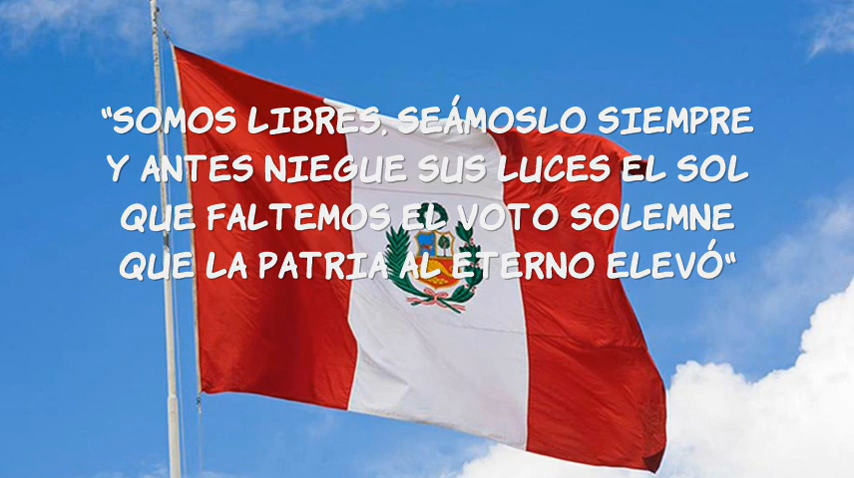 "SOMOS LIBRES, SEÁMOSLO SIEMPRE
Y ANTES NIEGUE SUS LUCES EL SOL
QUE FALTEMOS EL VOTO SOLEMNE
QUE LA PATRIA AL ETERNO ELEVÓ"